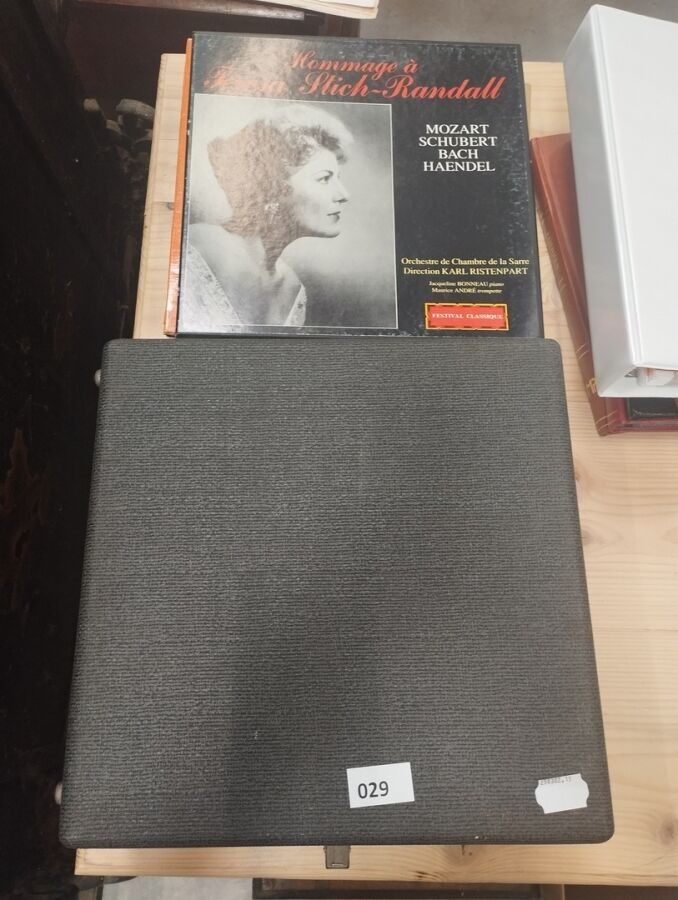 Hommage à
Teresa Stich-Randall
MOZART
SCHUBERT
BACH
HAENDEL
Orchestre de Chambre de la Sarre
Direction KARL RISTENPART
Jacqueline BONNEAU piano
Maurice ANDRÉ trompette
FESTIVAL CLASSIQUE
029